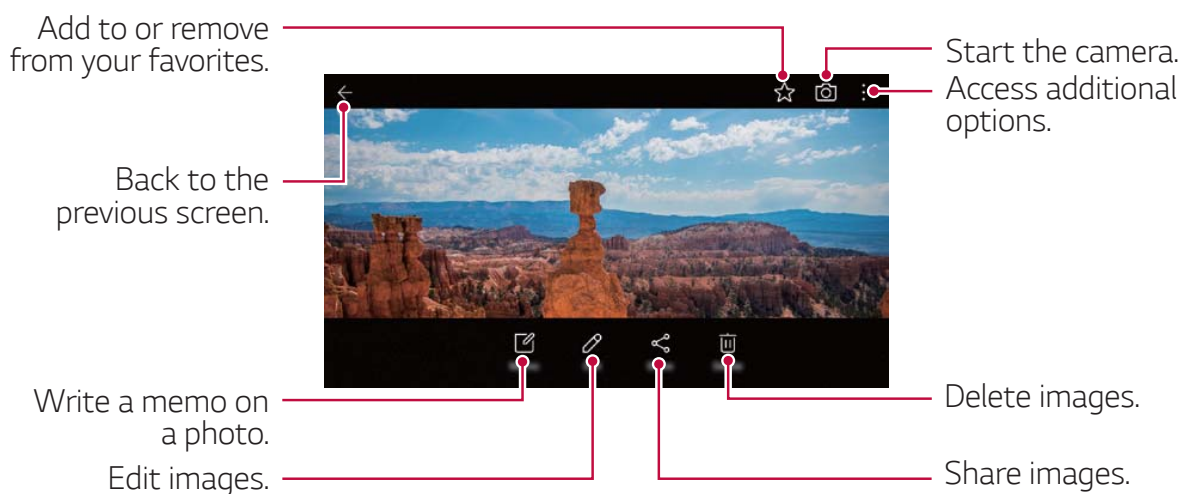 Add to or remove
from your favorites.
Start the camera.
Access additional
options.
Back to the
previous screen.
Write a memo on
a photo.
Edit images.
Delete images.
Share images.